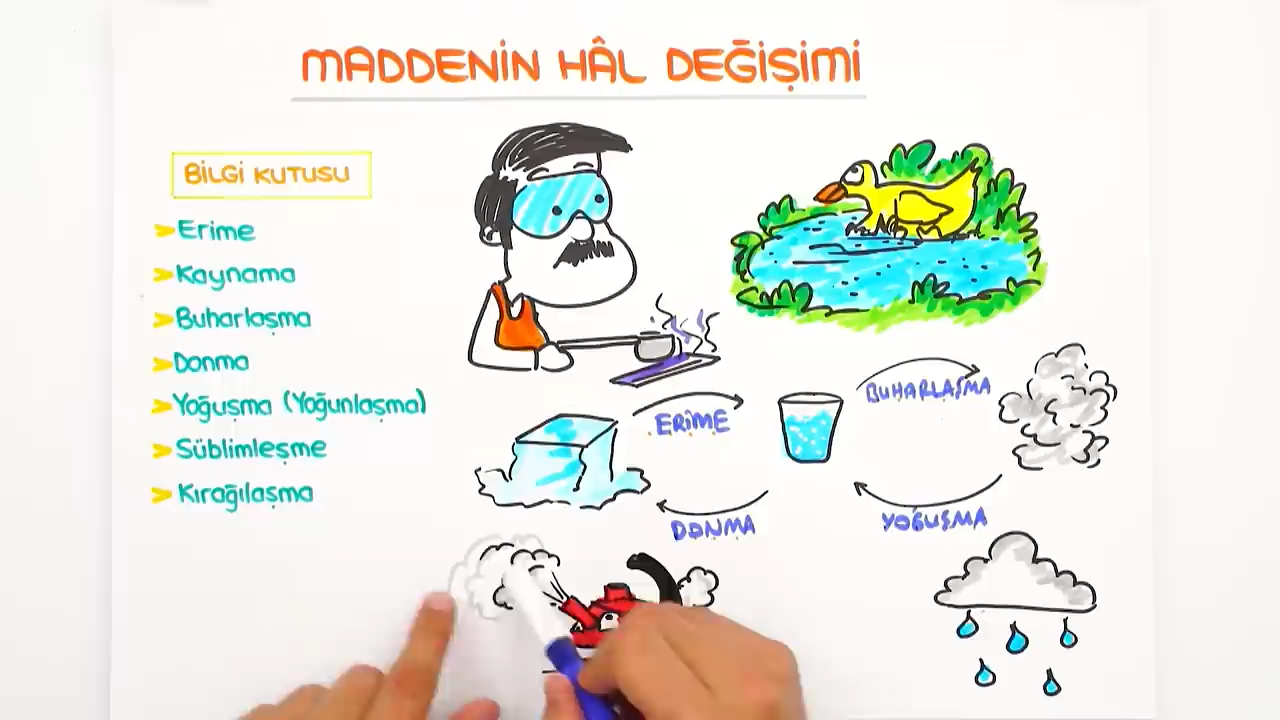 MADDENİN HÂL DEĞİŞİMİ
BİLGİ KUTUSU
➤ Erime
➤ Kaynama
➤ Buharlaşma
➤ Donma
➤ Yoğuşma (Yoğunlaşma)
➤ Süblimleşme
➤ Kırağılaşma
ERİME
BUHARLAŞMA
DONMA
YOĞUŞMA